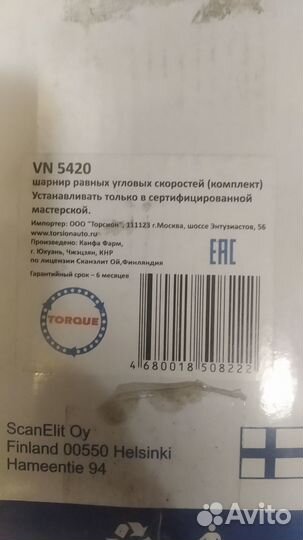 VN 5420
шарнир равных угловых скоростей (комплект)
Устанавливать только в сертифицированной
мастерской.
Импортер: ООО "Торсион", 111123 г.Москва, шоссе Энтузиастов, 56
www.torsionauto.ru
Произведено: Канфа Фарм,
г. Юхуань, Чжэцзян, КНР
по лицензии Сканэлит Ой,Финляндия
Гарантийный срок – 6 месяцев
EAC
TORQUE
4 680018 508222
ScanElit Oy
Finland 00550 Helsinki
Hameentie 94
Avito